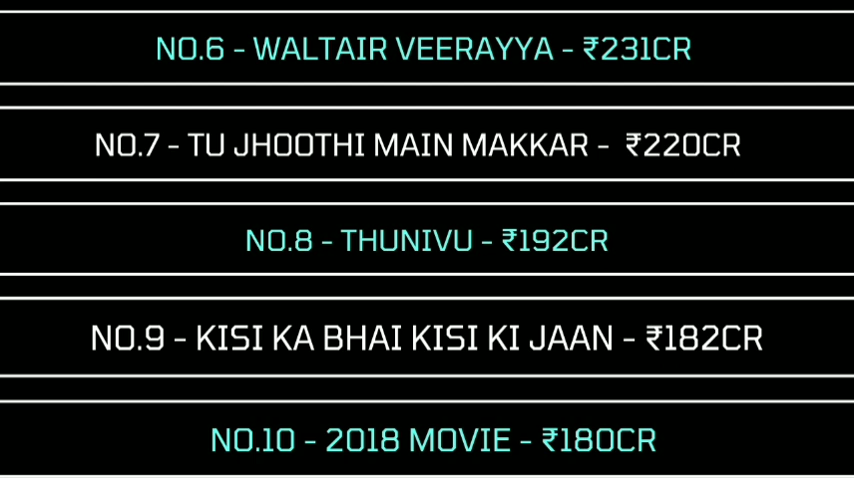 NO.6 - WALTAIR VEERAYYA - ₹231CR
NO.7 - TU JHOOTHI MAIN MAKKAR - ₹220CR
NO.8 - THUNIVU - ₹192CR
NO.9 - KISI KA BHAI KISI KI JAAN - ₹182CR
NO.10 - 2018 MOVIE - ₹180CR